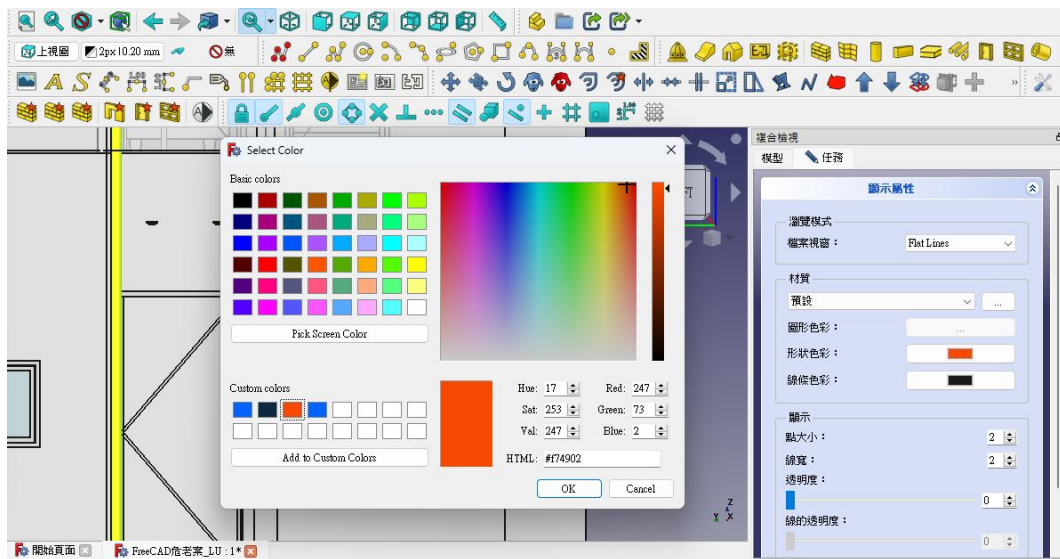 上視圖
2px | 0.20 mm
無
A S
Select Color
Basic colors
Pick Screen Color
Custom colors
Add to Custom Colors
Hue: 17
Red: 247
Sat: 253
Green: 73
Val: 247
Blue: 2
HTML: #f74902
OK
Cancel
Z
Y X
複合檢視
模型
任務
顯示屬性
瀏覽模式
檔案視窗：
Flat Lines
材質
預設
...
圖形色彩：
...
形狀色彩：
線條色彩：
顯示
點大小：
2
線寬：
2
透明度：
0
線的透明度：
0
開始頁面
FreeCAD危老案_LU : 1*